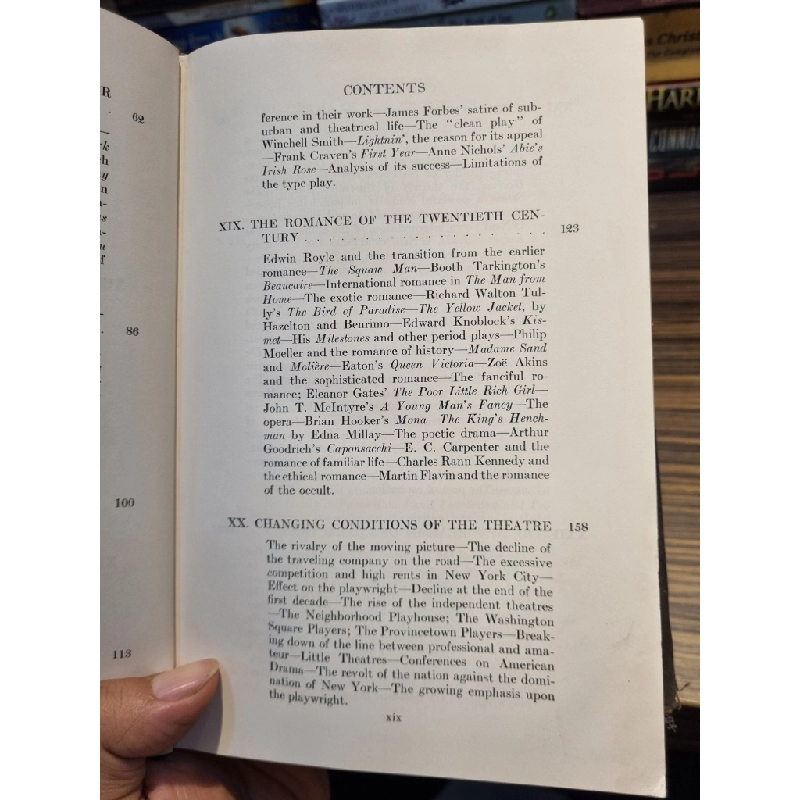 R
62
k
h
y
n
s
u
f
86
100
113
CONTENTS
ference in their work—James Forbes' satire of sub-
urban and theatrical life—The "clean play" of
Winchell Smith—Lightnin', the reason for its appeal
—Frank Craven's First Year—Anne Nichols' Abie's
Irish Rose—Analysis of its success—Limitations of
the type play.
XIX. THE ROMANCE OF THE TWENTIETH CEN-
TURY . . . . . . . . . . . . . . . . . 123
Edwin Royle and the transition from the earlier
romance—The Squaw Man—Booth Tarkington's
Beaucaire—International romance in The Man from
Home—The exotic romance—Richard Walton Tul-
ly's The Bird of Paradise—The Yellow Jacket, by
Hazelton and Benrimo—Edward Knoblock's Kis-
met—His Milestones and other period plays—Philip
Moeller and the romance of history—Madame Sand
and Molière—Eaton's Queen Victoria—Zoë Akins
and the sophisticated romance—The fanciful ro-
mance; Eleanor Gates' The Poor Little Rich Girl—
John T. McIntyre's A Young Man's Fancy—The
opera—Brian Hooker's Mona The King's Hench-
man by Edna Millay—The poetic drama—Arthur
Goodrich's Caponsacchi—E. C. Carpenter and the
romance of familiar life—Charles Rann Kennedy and
the ethical romance—Martin Flavin and the romance
of the occult.
XX. CHANGING CONDITIONS OF THE THEATRE 158
The rivalry of the moving picture—The decline of
the traveling company on the road—The excessive
competition and high rents in New York City—
Effect on the playwright—Decline at the end of the
first decade—The rise of the independent theatres
—The Neighborhood Playhouse; The Washington
Square Players; The Provincetown Players—Break-
ing down of the line between professional and ama-
teur—Little Theatres—Conferences on American
Drama—The revolt of the nation against the domi-
nation of New York—The growing emphasis upon
the playwright.
xix
s Christ
HAR